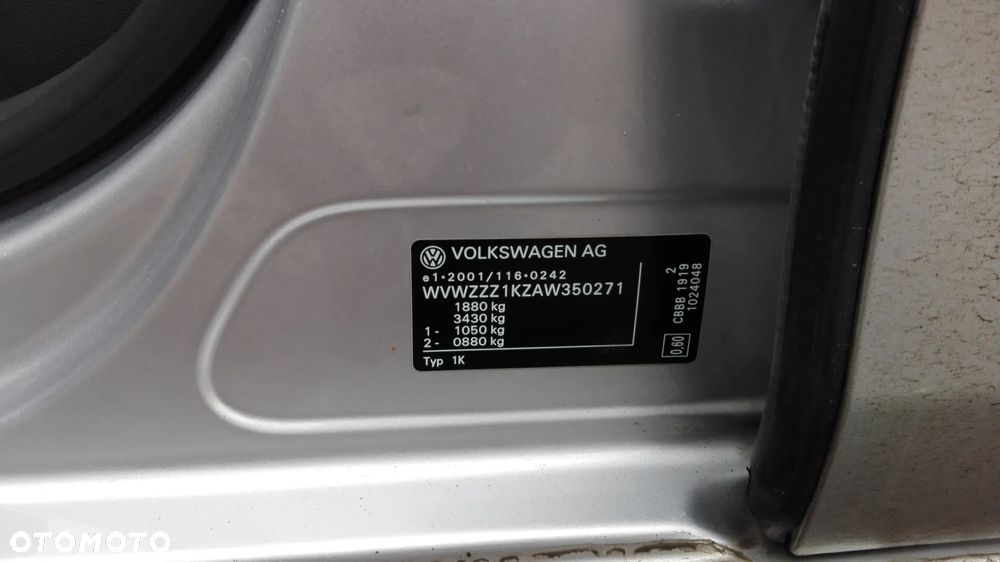 VOLKSWAGEN AG
e1*2001/116*0242
WVWZZZ1KZAW350271
1880 kg
3430 kg
1 - 1050 kg
2 - 0880 kg
Typ 1K
2
CBBB 1919
1024048
0.60
OTOMOTO